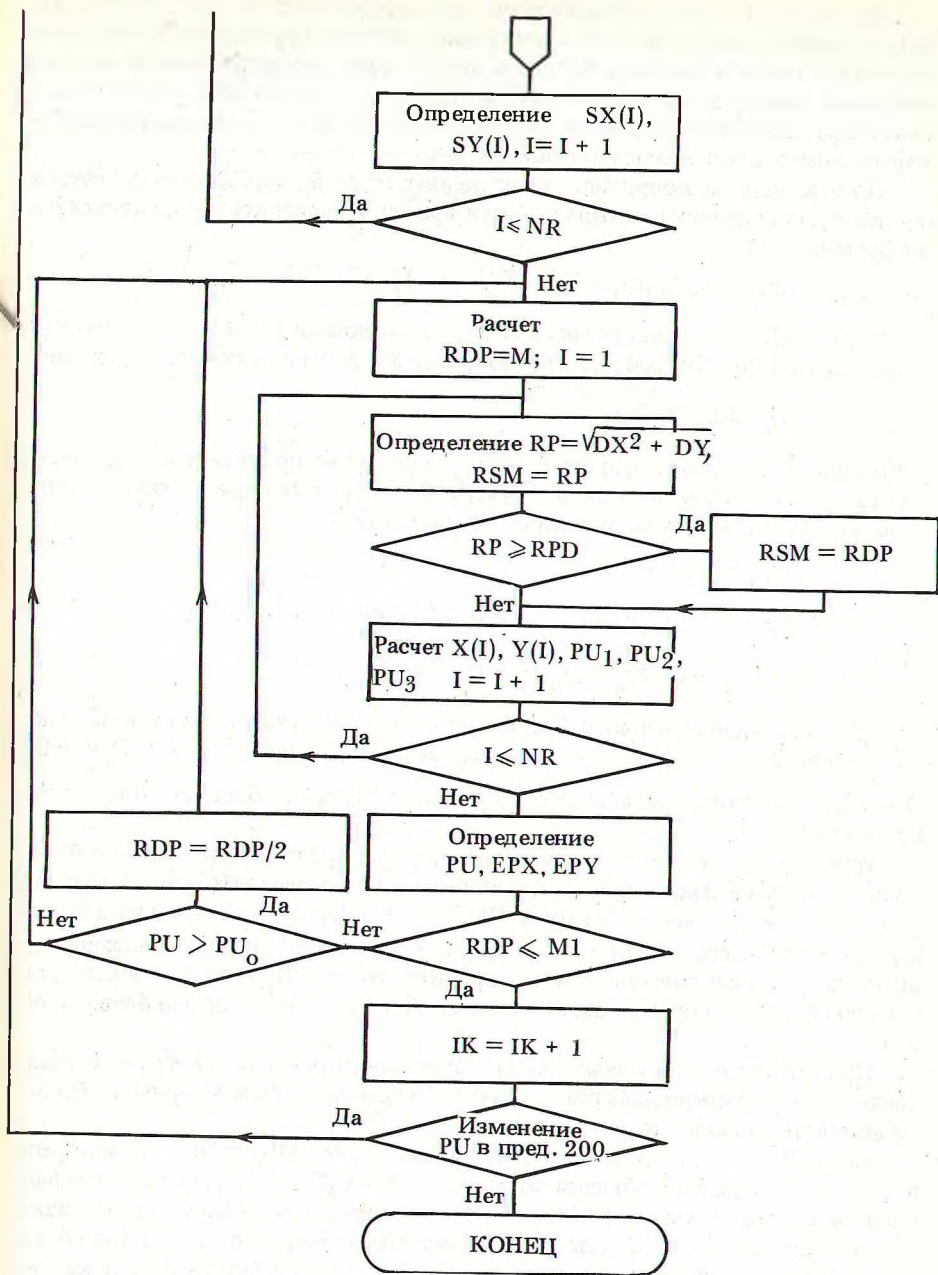 Определение SX(I),
SY(I), I= I + 1
Да
I ⩽ NR
Нет
Расчет
RDP=M; I = 1
Определение RP=√DX² + DY,
RSM = RP
Да
RP ⩾ RPD
RSM = RDP
Нет
Расчет X(I), Y(I), PU₁, PU₂,
PU₃ I = I + 1
Да
I ⩽ NR
Нет
Определение
PU, EPX, EPY
RDP = RDP/2
Да
Нет
Нет
PU > PU₀
RDP ⩽ M1
Да
IK = IK + 1
Да
Изменение
PU в пред. 200
Нет
КОНЕЦ